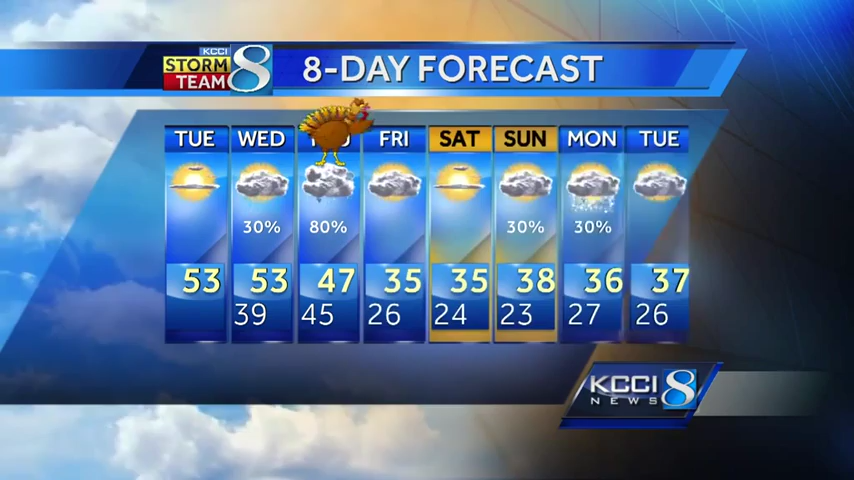 KCCI
STORM
TEAM 8
8-DAY FORECAST
TUE WED FRI SAT SUN MON TUE
30% 80% 30% 30%
53 53 47 35 35 38 36 37
39 45 26 24 23 27 26
KCCI 8
NEWS